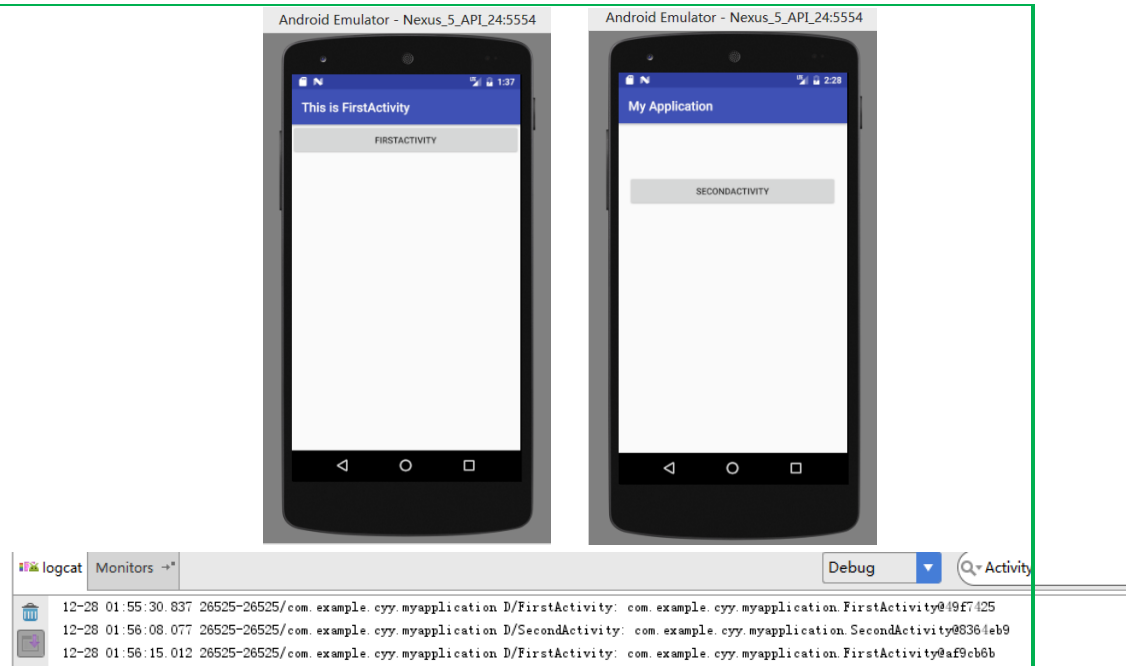 Android Emulator - Nexus_5_API_24:5554
1:37
This is FirstActivity
FIRSTACTIVITY
Android Emulator - Nexus_5_API_24:5554
2:28
My Application
SECONDACTIVITY
logcat Monitors Debug Activity
12-28 01:55:30.837 26525-26525/com.example.cyy.myapplication D/FirstActivity: com.example.cyy.myapplication.FirstActivity@49f7425
12-28 01:56:08.077 26525-26525/com.example.cyy.myapplication D/SecondActivity: com.example.cyy.myapplication.SecondActivity@8364eb9
12-28 01:56:15.012 26525-26525/com.example.cyy.myapplication D/FirstActivity: com.example.cyy.myapplication.FirstActivity@af9cb6b